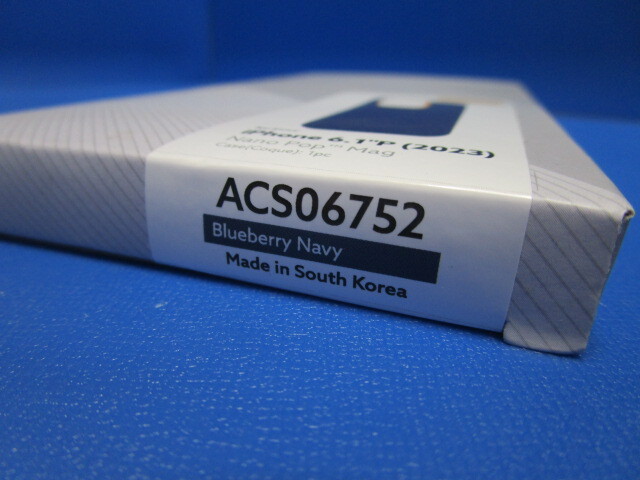 iPhone 6.1"P (2023)
Nano Pop™ Mag
Case(Coque): 1pc
ACS06752
Blueberry Navy
Made in South Korea